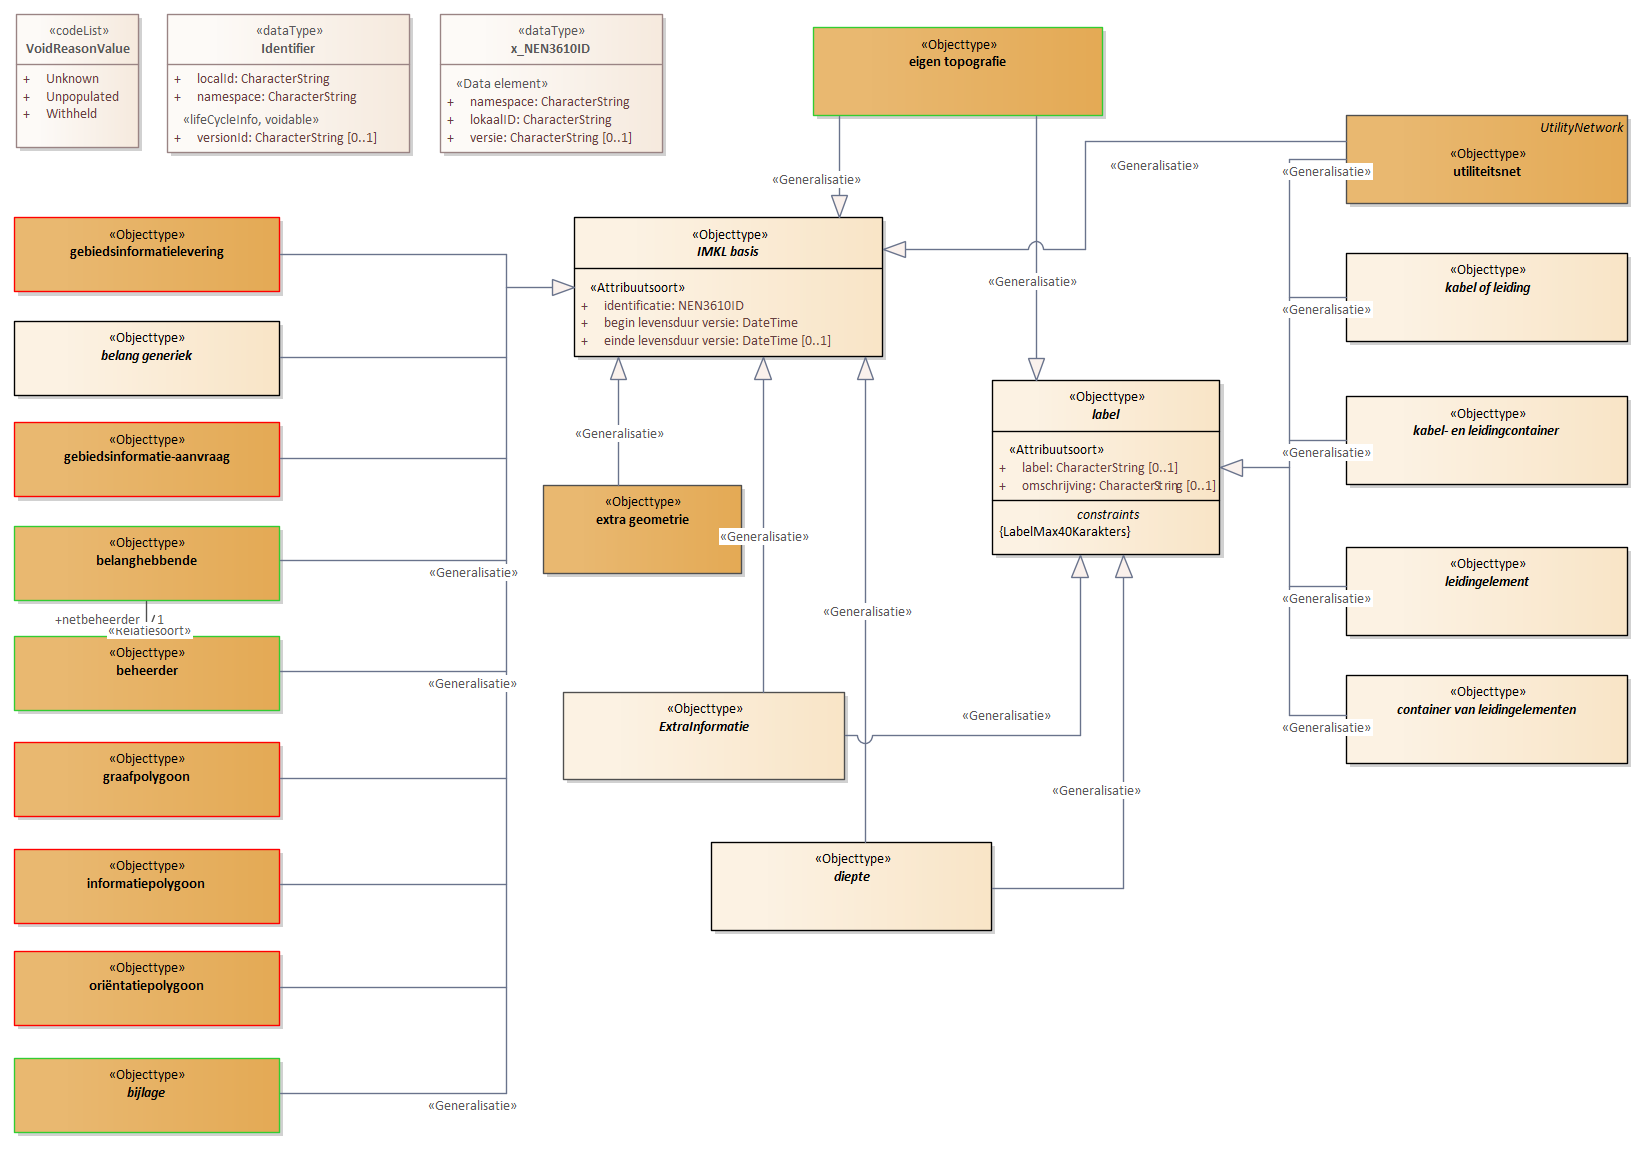 «codeList»
VoidReasonValue
+ Unknown
+ Unpopulated
+ Withheld
«dataType»
Identifier
+ localId: CharacterString
+ namespace: CharacterString
«lifeCycleInfo, voidable»
+ versionId: CharacterString [0..1]
«dataType»
x_NEN3610ID
«Data element»
+ namespace: CharacterString
+ lokaalID: CharacterString
+ versie: CharacterString [0..1]
«Objecttype»
eigen topografie
UtilityNetwork
«Objecttype»
utiliteitsnet
«Generalisatie»
«Generalisatie»
«Generalisatie»
«Generalisatie»
«Objecttype»
gebiedsinformatielevering
«Objecttype»
belang generiek
«Objecttype»
gebiedsinformatie-aanvraag
«Objecttype»
belanghebbende
«Generalisatie»
+netbeheerder 1
«Relatiesoort»
«Objecttype»
beheerder
«Generalisatie»
«Objecttype»
graafpolygoon
«Objecttype»
informatiepolygoon
«Objecttype»
oriëntatiepolygoon
«Objecttype»
bijlage
«Generalisatie»
«Objecttype»
IMKL basis
«Attribuutsoort»
+ identificatie: NEN3610ID
+ begin levensduur versie: DateTime
+ einde levensduur versie: DateTime [0..1]
«Generalisatie»
«Objecttype»
extra geometrie
«Generalisatie»
«Generalisatie»
«Objecttype»
ExtraInformatie
«Generalisatie»
«Objecttype»
diepte
«Generalisatie»
«Objecttype»
label
«Attribuutsoort»
+ label: CharacterString [0..1]
+ omschrijving: CharacterString [0..1]
constraints
{LabelMax40Karakters}
«Objecttype»
kabel of leiding
«Generalisatie»
«Objecttype»
kabel- en leidingcontainer
«Generalisatie»
«Objecttype»
leidingelement
«Generalisatie»
«Objecttype»
container van leidingelementen
«Generalisatie»